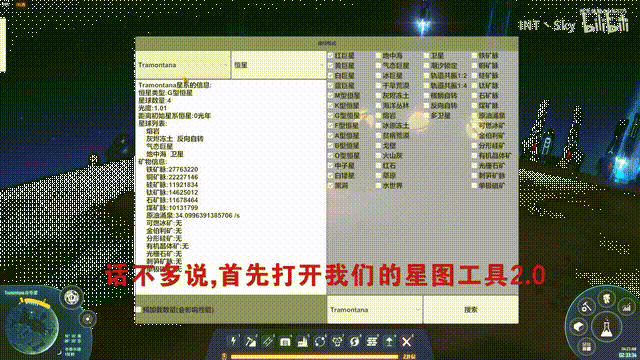 Tramontana
恒星
Tramontana星系的信息:
恒星类型:G型恒星
星球数量:4
光度:1.01
距离初始星系恒星:0光年
星球列表:
熔岩
灰烬冻土 反向自转
气态巨星
地中海 卫星
矿物信息:
铁矿脉:27763220
铜矿脉:22227146
硅矿脉:11921834
钛矿脉:14625012
石矿脉:11678464
煤矿脉:10131799
原油涌泉:34.0996391385706 /s
可燃冰矿:无
金伯利矿:无
分形硅矿:无
有机晶体矿:无
光栅石矿:无
刺笋矿脉:无
红巨星 地中海 卫星 铁矿脉
黄巨星 气态巨星 潮汐锁定 铜矿脉
白巨星 冰巨星 轨道共振1:2 硅矿脉
蓝巨星 干旱荒漠 轨道共振1:4 钛矿脉
M型恒星 灰烬冻土 横躺自转 石矿脉
K型恒星 海洋丛林 反向自转 煤矿脉
G型恒星 熔岩 多卫星 原油涌泉
F型恒星 冰原冻土 可燃冰矿
A型恒星 贫瘠荒漠 金伯利矿
B型恒星 戈壁 分形硅矿
O型恒星 火山灰 有机晶体矿
中子星 红石 光栅石矿
白矮星 草原 刺笋矿脉
黑洞 水世界 单极磁矿
话不多说,首先打开我们的星图工具2.0
Tramontana
搜索
bilibili